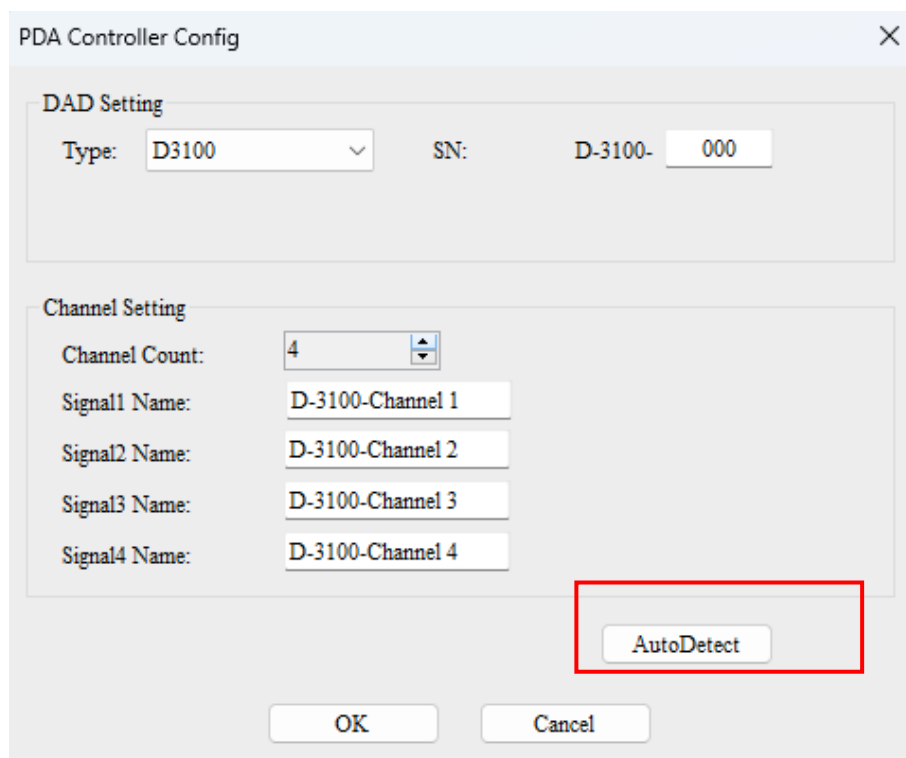 PDA Controller Config
DAD Setting
Type: D3100 SN: D-3100- 000
Channel Setting
Channel Count: 4
Signal1 Name: D-3100-Channel 1
Signal2 Name: D-3100-Channel 2
Signal3 Name: D-3100-Channel 3
Signal4 Name: D-3100-Channel 4
AutoDetect
OK Cancel